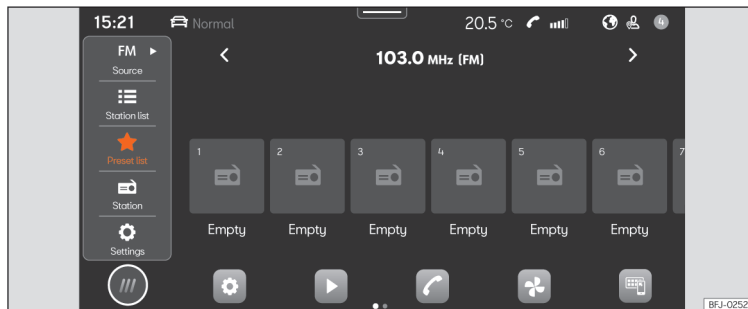 15:21
Normal
20.5 °C
4
FM
Source
103.0 MHz (FM)
Station list
Preset list
1
2
3
4
5
6
7
Station
Empty
Empty
Empty
Empty
Empty
Empty
Settings
BFJ-0252